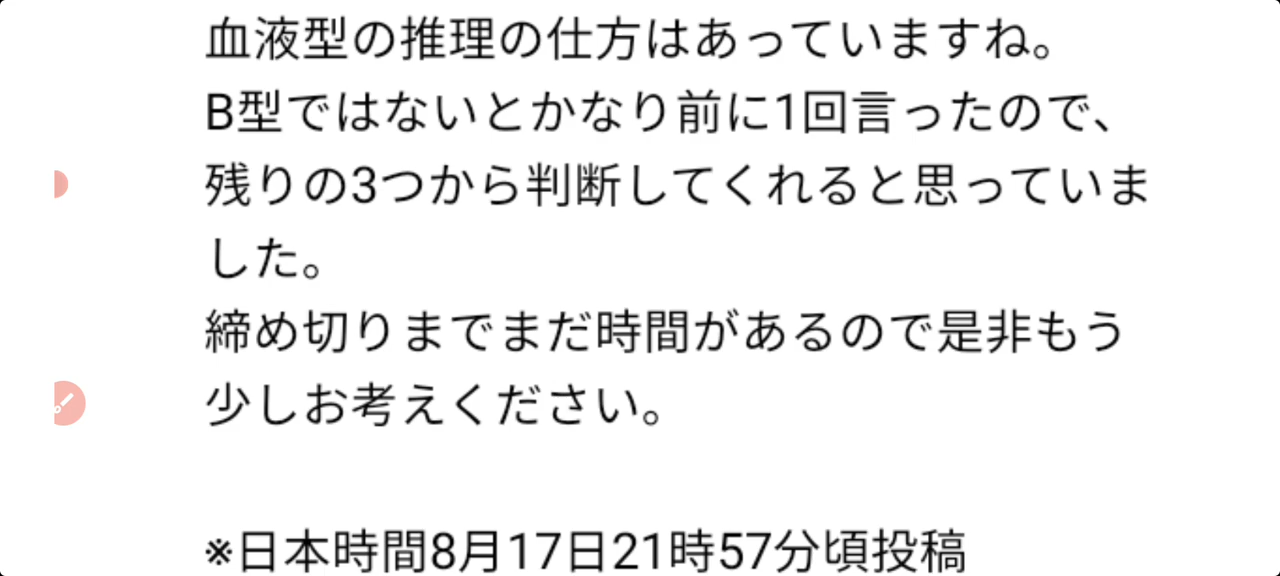 血液型の推理の仕方はあっていますね。
B型ではないとかなり前に1回言ったので、
残りの3つから判断してくれると思っていま
した。
締め切りまでまだ時間があるので是非もう
少しお考えください。
※日本時間8月17日21時57分頃投稿